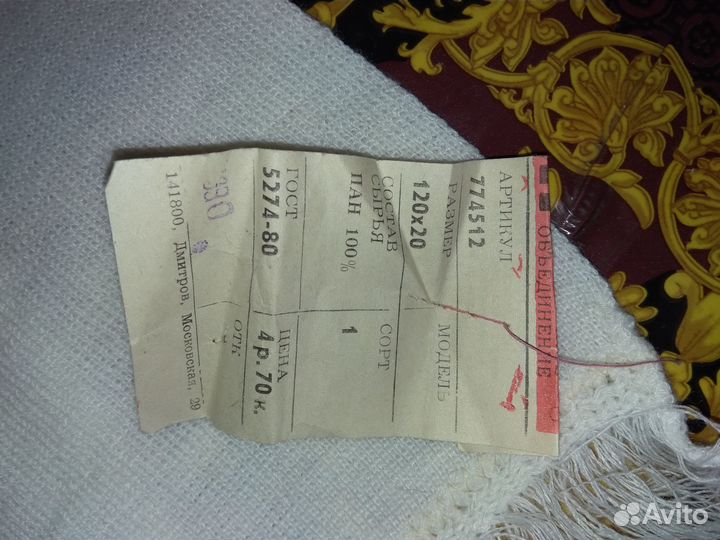 ОБЪЕДИНЕНИЕ
АРТИКУЛ
774512
РАЗМЕР МОДЕЛЬ
120х20
СОСТАВ СЫРЬЯ СОРТ
ПАН 100% 1
ГОСТ ЦЕНА
5274-80 4 р. 70 к.
ОТК
141800, Дмитров, Московская, 29
Avito